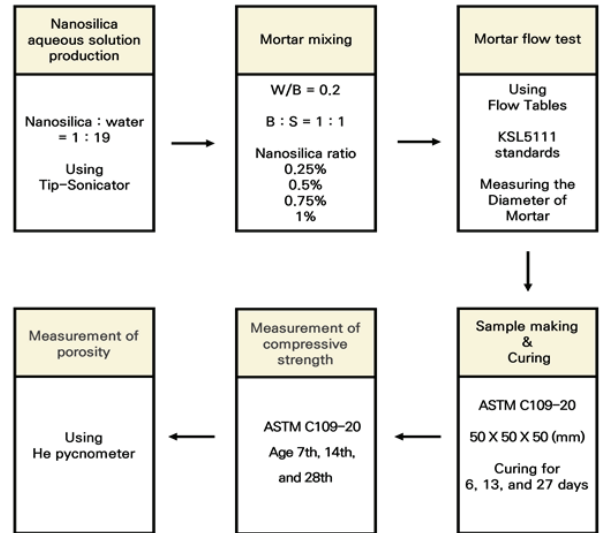 Nanosilica
aqueous solution
production
Nanosilica : water
= 1 : 19
Using
Tip-Sonicator
Mortar mixing
W/B = 0.2
B : S = 1 : 1
Nanosilica ratio
0.25%
0.5%
0.75%
1%
Mortar flow test
Using
Flow Tables
KSL5111
standards
Measuring the
Diameter of
Mortar
Sample making
&
Curing
ASTM C109-20
50 X 50 X 50 (mm)
Curing for
6, 13, and 27 days
Measurement of
compressive
strength
ASTM C109-20
Age 7th, 14th,
and 28th
Measurement of
porosity
Using
He pycnometer